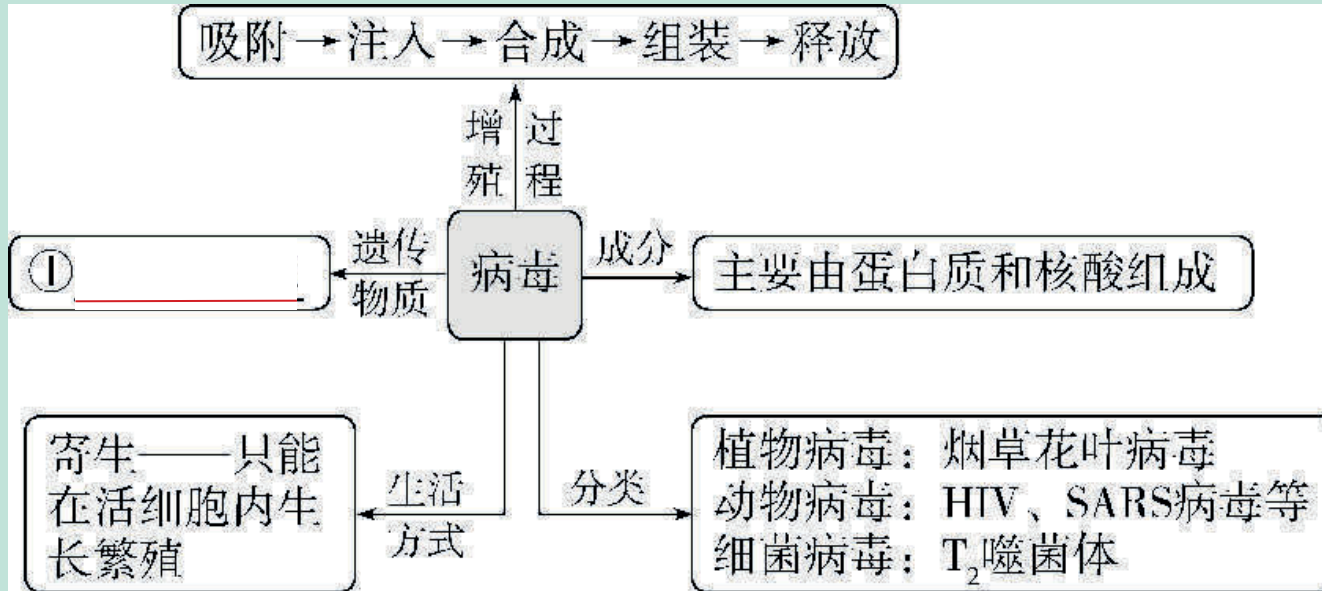 吸附→注入→合成→组装→释放
增殖
过程
①
遗传
物质
病毒
成分
主要由蛋白质和核酸组成
寄生——只能
在活细胞内生
长繁殖
生活
方式
分类
植物病毒：烟草花叶病毒
动物病毒：HIV、SARS病毒等
细菌病毒：T₂噬菌体